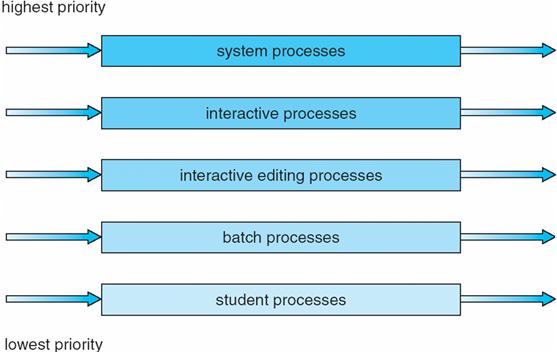 highest priority
system processes
interactive processes
interactive editing processes
batch processes
student processes
lowest priority